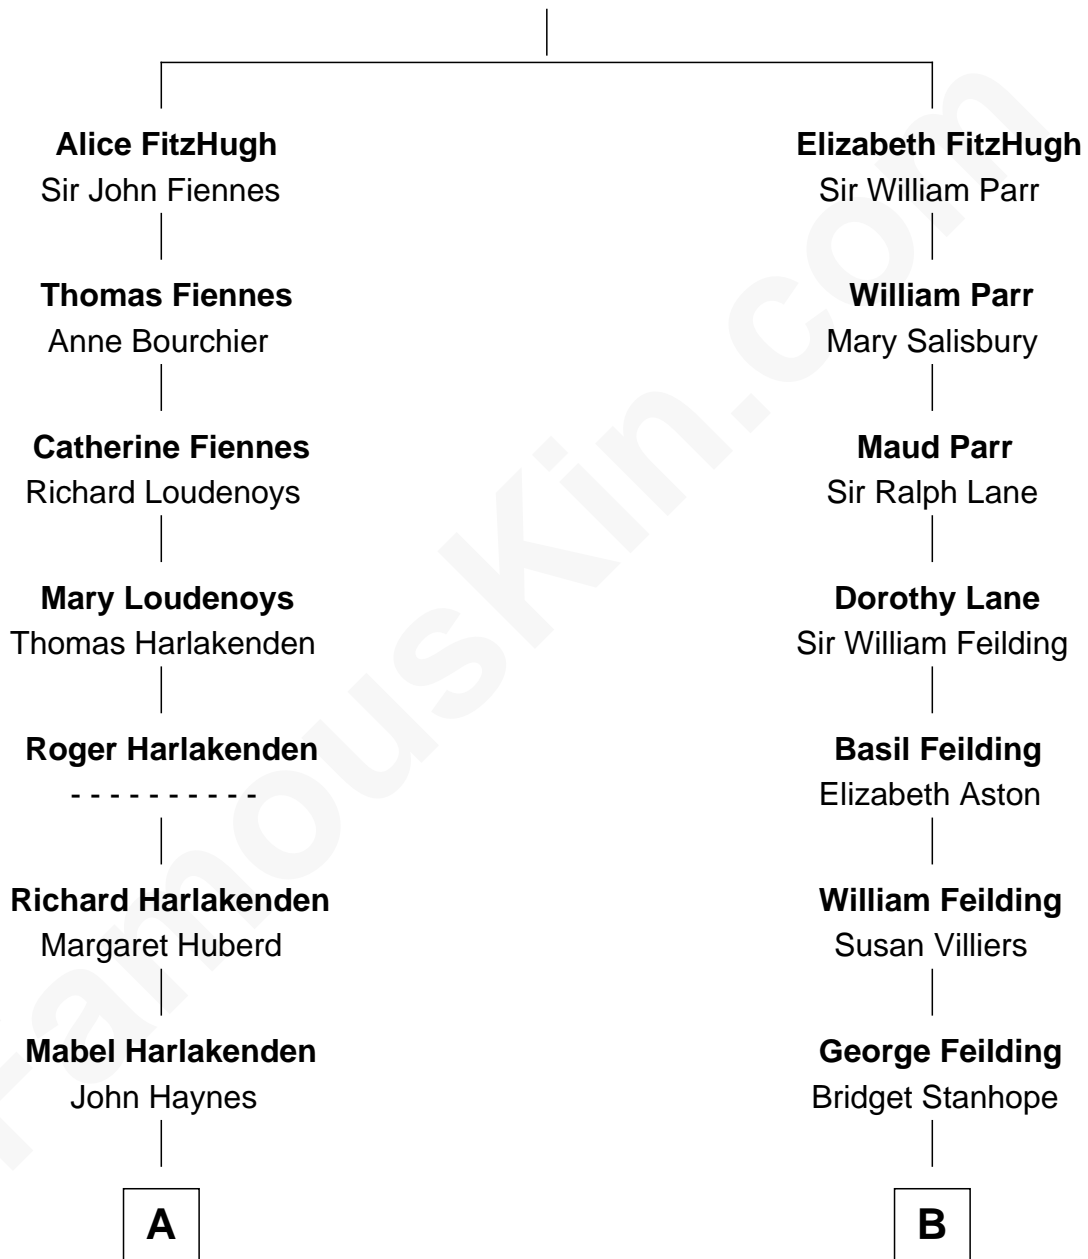 Alice FitzHugh
Sir John Fiennes
Thomas Fiennes
Anne Bourchier
Catherine Fiennes
Richard Loudenoys
Mary Loudenoys
Thomas Harlakenden
Roger Harlakenden
- - - - - - - - - -
Richard Harlakenden
Margaret Huberd
Mabel Harlakenden
John Haynes
A
Elizabeth FitzHugh
Sir William Parr
William Parr
Mary Salisbury
Maud Parr
Sir Ralph Lane
Dorothy Lane
Sir William Feilding
Basil Feilding
Elizabeth Aston
William Feilding
Susan Villiers
George Feilding
Bridget Stanhope
B
FamousKin.com